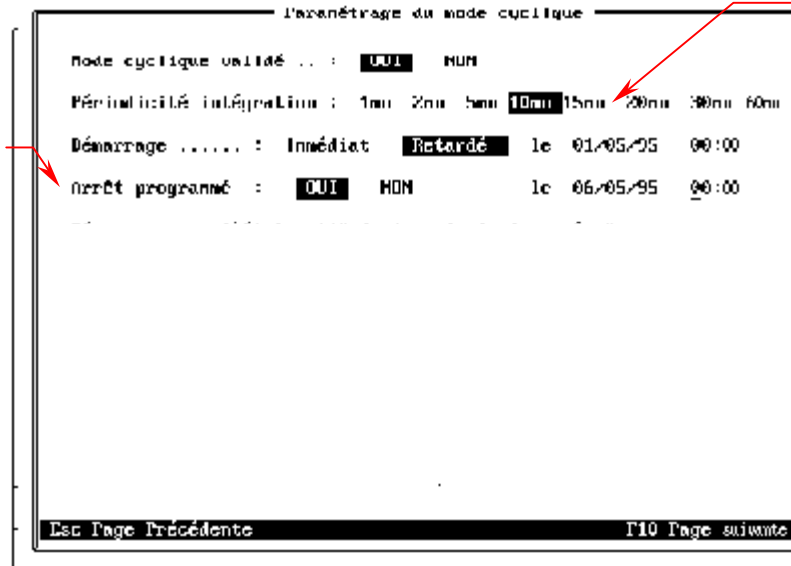 Paramétrage du mode cyclique
Mode cyclique validé .. : OUI NON
Périodicité intégration : 1mn 2mn 5mn 10mn 15mn 20mn 30mn 60mn
Démarrage ...... : Immédiat Retardé le 01/05/95 00:00
Arrêt programmé : OUI NON le 06/05/95 00:00
Esc Page Précédente F10 Page suivante